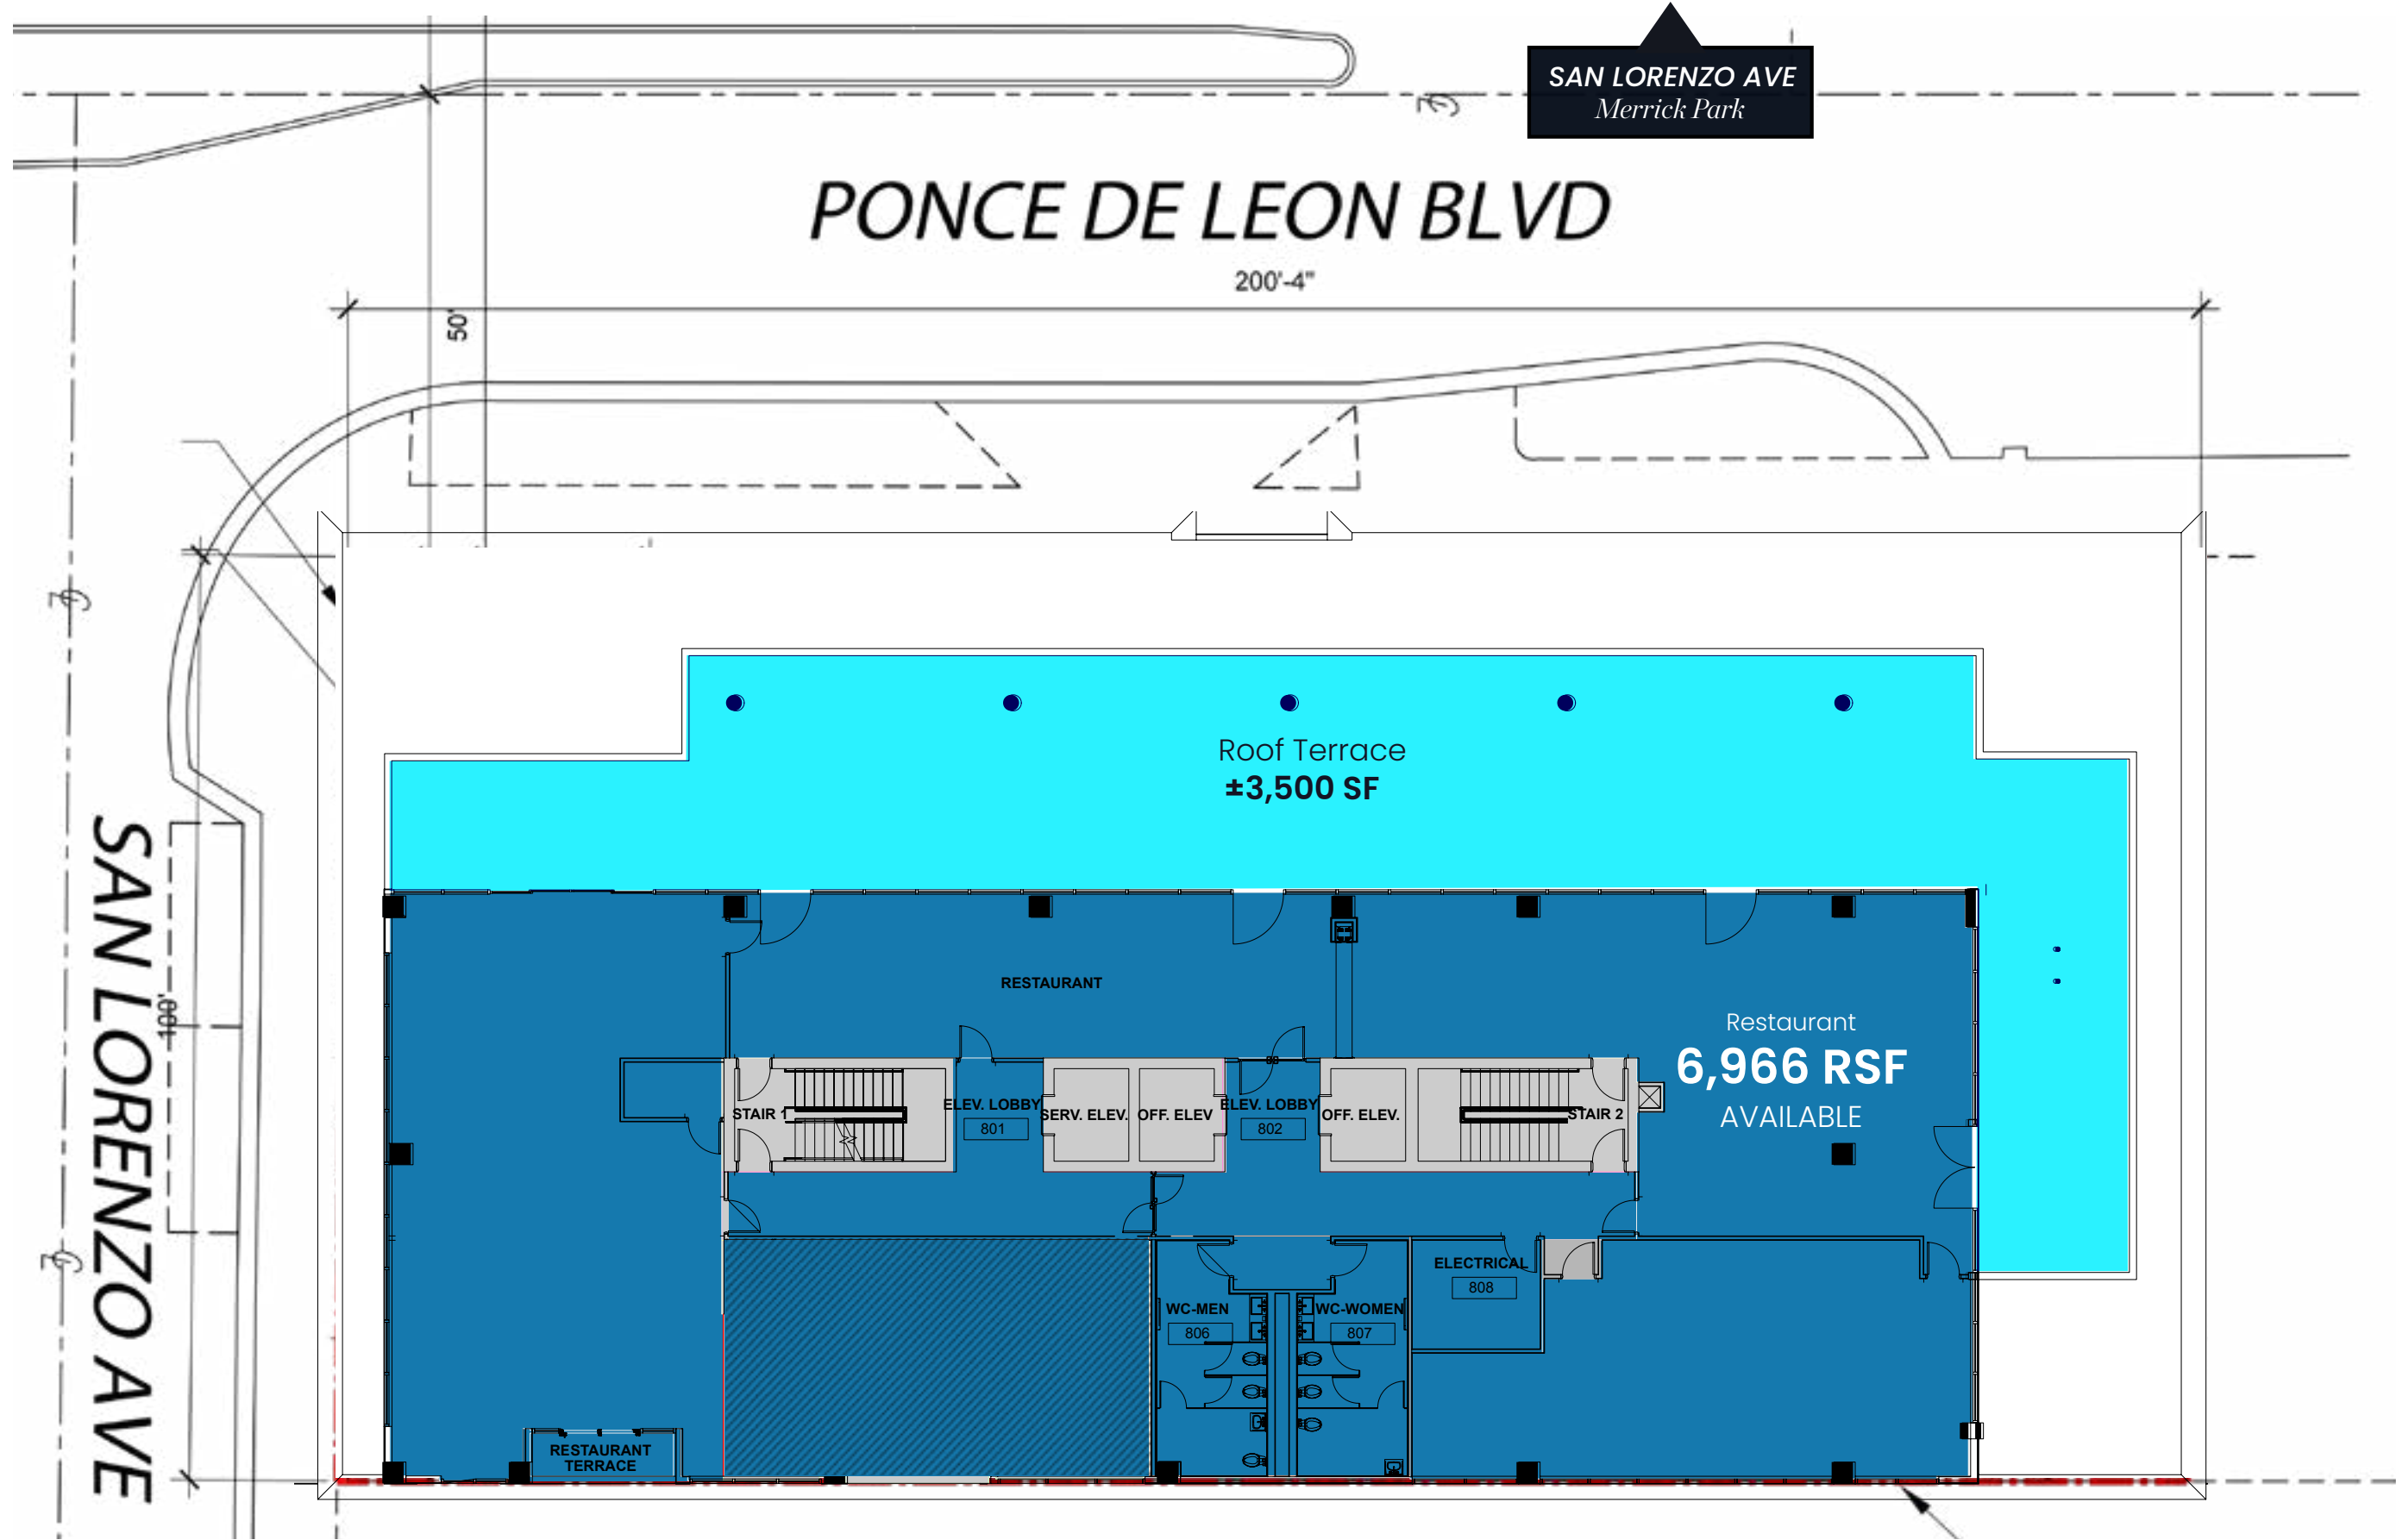 SAN LORENZO AVE
Merrick Park
PONCE DE LEON BLVD
200'-4"
50'
Roof Terrace
±3,500 SF
SAN LORENZO AVE
100'
RESTAURANT
Restaurant
6,966 RSF
AVAILABLE
STAIR 1
ELEV. LOBBY
801
SERV. ELEV.
OFF. ELEV
ELEV. LOBBY
802
OFF. ELEV.
STAIR 2
ELECTRICAL
808
WC-MEN
806
WC-WOMEN
807
RESTAURANT
TERRACE